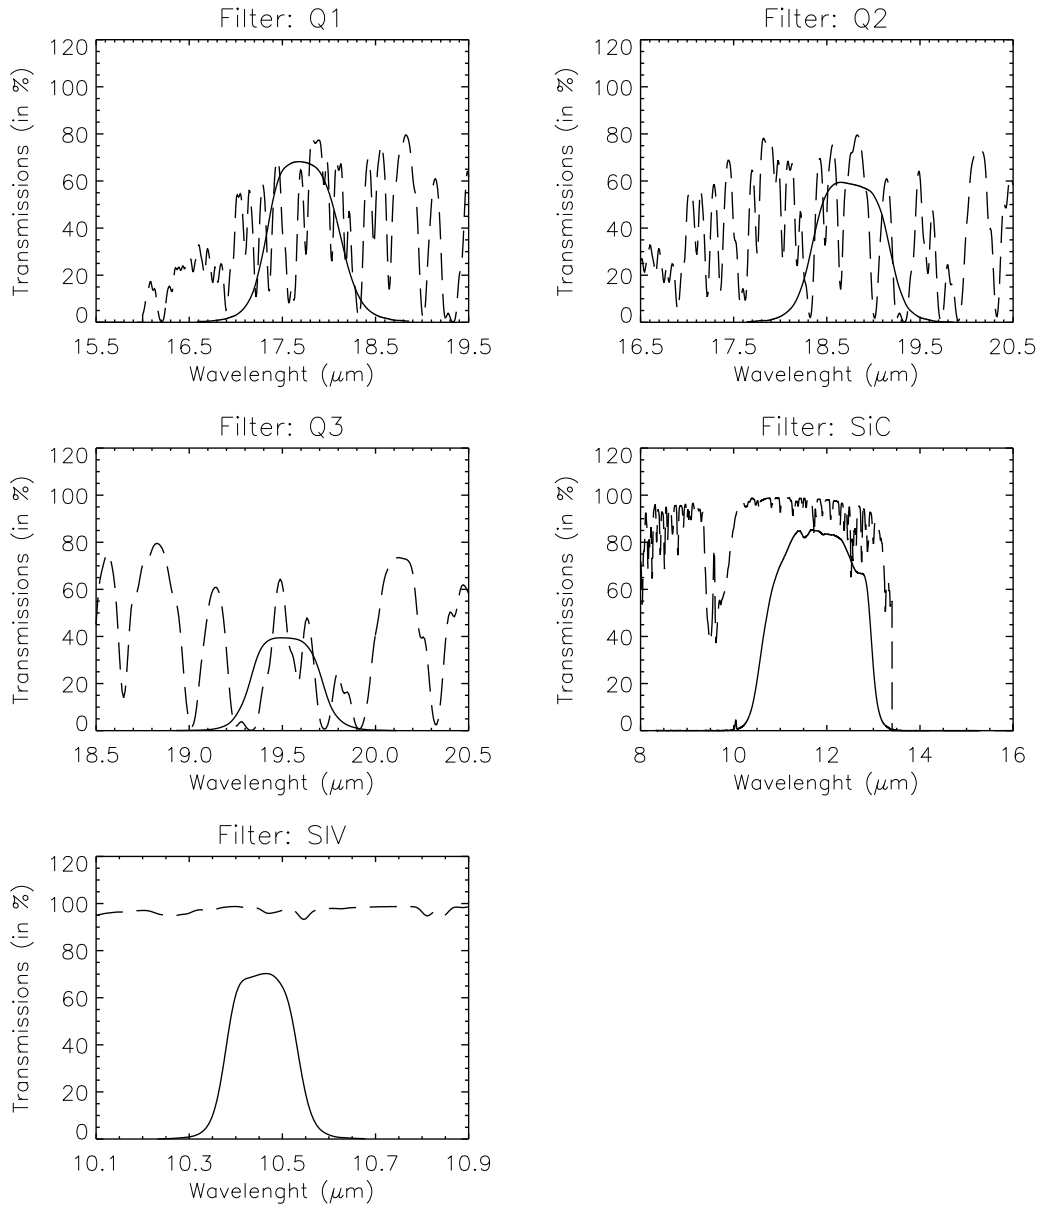 Filter: Q1
120
100
80
60
40
20
0
Transmissions (in %)
15.5 16.5 17.5 18.5 19.5
Wavelenght (μm)
Filter: Q2
120
100
80
60
40
20
0
Transmissions (in %)
16.5 17.5 18.5 19.5 20.5
Wavelenght (μm)
Filter: Q3
120
100
80
60
40
20
0
Transmissions (in %)
18.5 19.0 19.5 20.0 20.5
Wavelenght (μm)
Filter: SiC
120
100
80
60
40
20
0
Transmissions (in %)
8 10 12 14 16
Wavelenght (μm)
Filter: SIV
120
100
80
60
40
20
0
Transmissions (in %)
10.1 10.3 10.5 10.7 10.9
Wavelenght (μm)